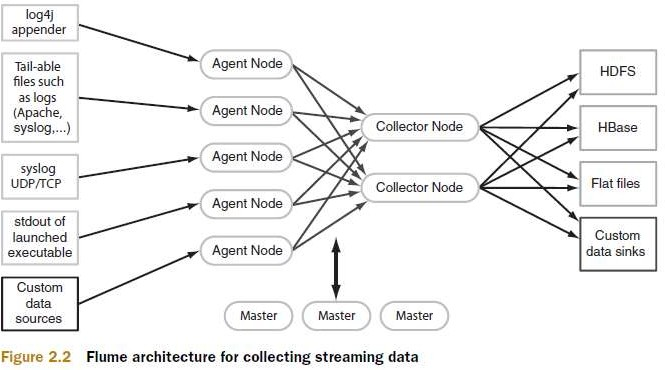 log4j
appender
Tail-able
files such
as logs
(Apache,
syslog,...)
syslog
UDP/TCP
stdout of
launched
executable
Custom
data
sources
Agent Node
Agent Node
Agent Node
Agent Node
Agent Node
Collector Node
Collector Node
HDFS
HBase
Flat files
Custom
data sinks
Master
Master
Master
Figure 2.2 Flume architecture for collecting streaming data